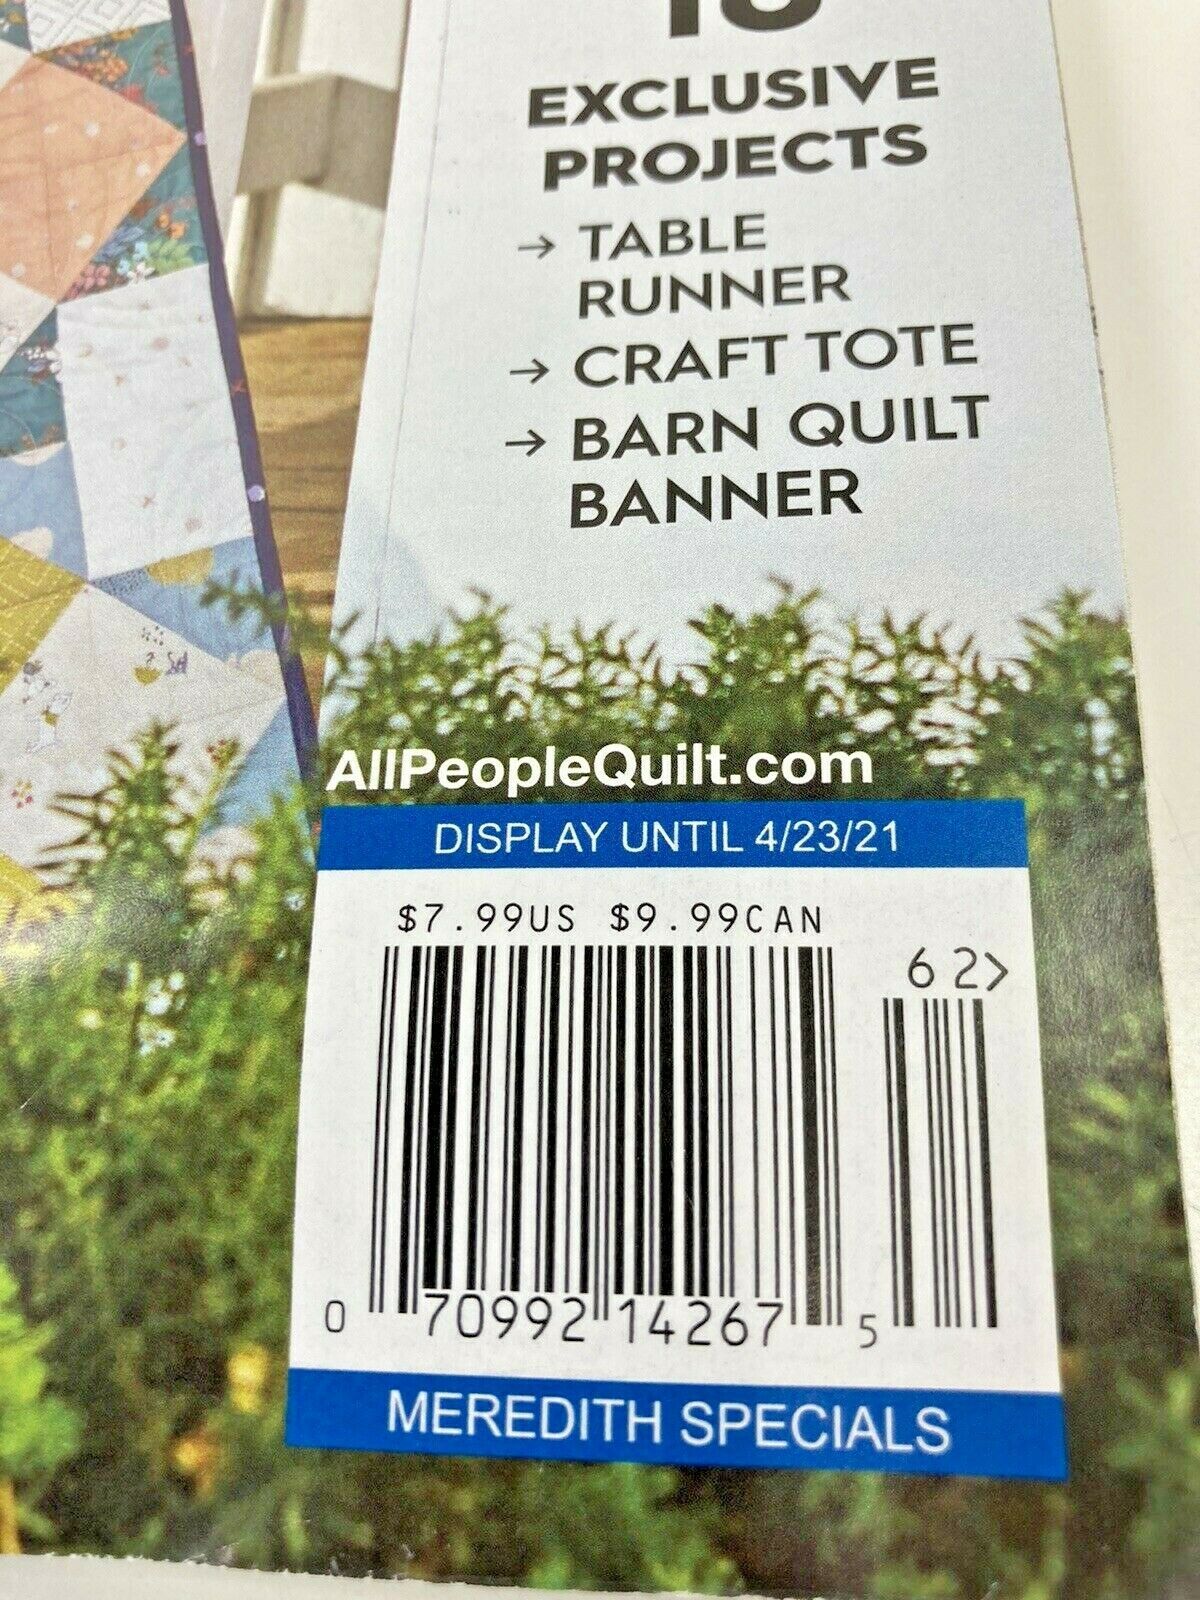 EXCLUSIVE
PROJECTS
→ TABLE
RUNNER
→ CRAFT TOTE
→ BARN QUILT
BANNER
AllPeopleQuilt.com
DISPLAY UNTIL 4/23/21
$7.99US $9.99CAN
62>
0 70992 14267 5
MEREDITH SPECIALS